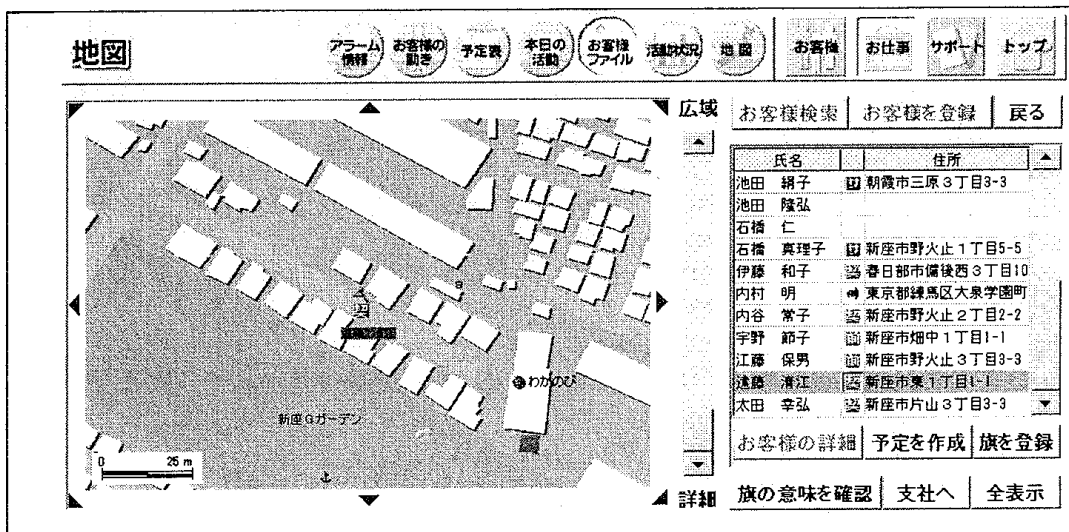 地図
アラーム情報 お客様の動き 予定表 本日の活動 お客様ファイル 活動状況 地図 お客様 お仕事 サポート トップ
広域
お客様検索 お客様を登録 戻る
氏名 住所
池田 絹子 朝霞市三原3丁目3-3
池田 隆弘
石橋 仁
石橋 真理子 新座市野火止1丁目5-5
伊藤 和子 春日部市備後西3丁目10
内村 明 東京都練馬区大泉学園町
内谷 常子 新座市野火止2丁目2-2
宇野 節子 新座市畑中1丁目1-1
江藤 保男 新座市野火止3丁目3-3
遠藤 清江 新座市東1丁目1-1
太田 幸弘 新座市片山3丁目3-3
わかのび
新座Gガーデン
0 25 m
お客様の詳細 予定を作成 旗を登録
詳細
旗の意味を確認 支社へ 全表示